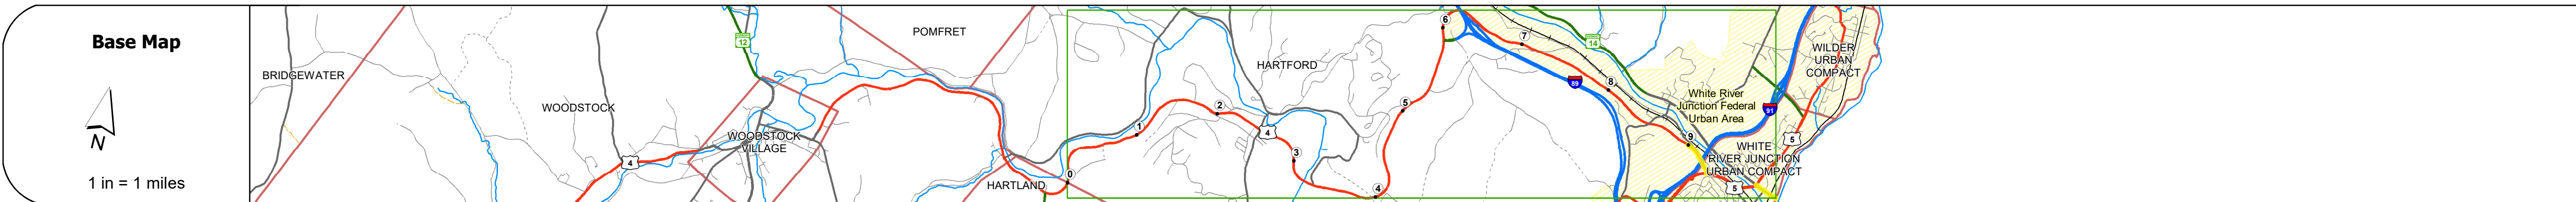 Base Map
N
1 in = 1 miles
BRIDGEWATER
WOODSTOCK
4
WOODSTOCK
VILLAGE
12
POMFRET
HARTLAND
0
1
2
4
3
HARTFORD
4
5
6
7
89
14
8
White River
Junction Federal
Urban Area
9
WHITE
RIVER JUNCTION
URBAN COMPACT
5
91
5
WILDER
URBAN
COMPACT